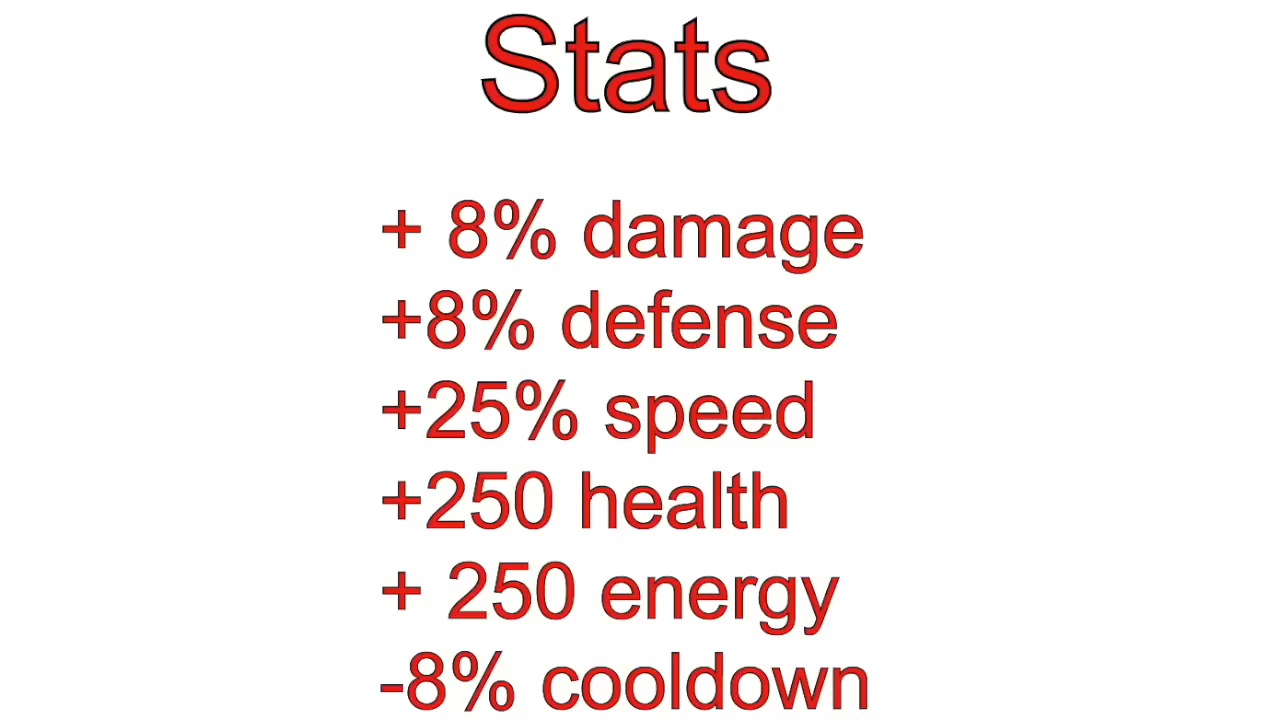 Stats
+ 8% damage
+8% defense
+25% speed
+250 health
+ 250 energy
-8% cooldown